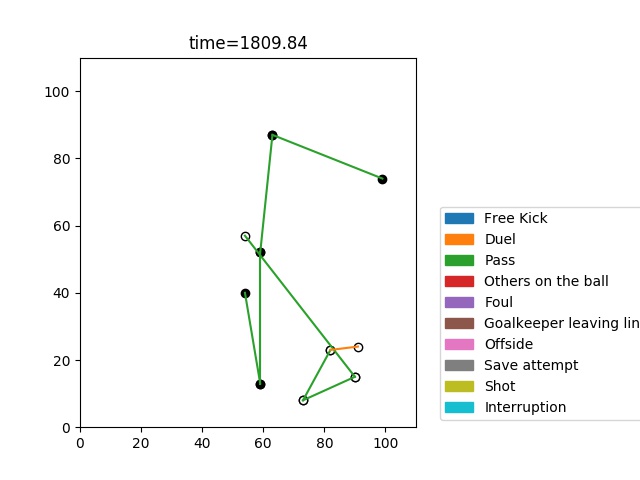 time=1809.84
100
80
60
40
20
0
0 20 40 60 80 100
Free Kick
Duel
Pass
Others on the ball
Foul
Goalkeeper leaving lin
Offside
Save attempt
Shot
Interruption